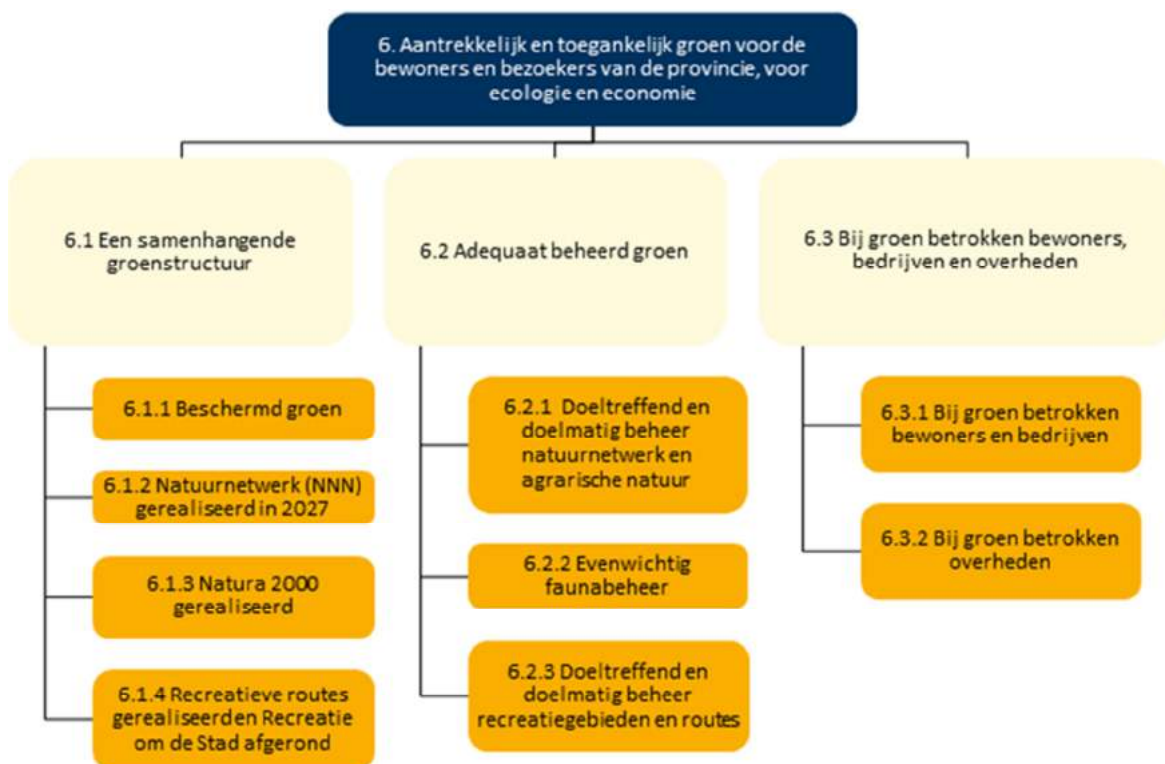 6. Aantrekkelijk en toegankelijk groen voor de
bewoners en bezoekers van de provincie, voor
ecologie en economie
6.1 Een samenhangende
groenstructuur
6.1.1 Beschermd groen
6.1.2 Natuurnetwerk (NNN)
gerealiseerd in 2027
6.1.3 Natura 2000
gerealiseerd
6.1.4 Recreatieve routes
gerealiseerd en Recreatie
om de Stad afgerond
6.2 Adequaat beheerd groen
6.2.1 Doeltreffend en
doelmatig beheer
natuurnetwerk en
agrarische natuur
6.2.2 Evenwichtig
faunabeheer
6.2.3 Doeltreffend en
doelmatig beheer
recreatiegebieden en routes
6.3 Bij groen betrokken bewoners,
bedrijven en overheden
6.3.1 Bij groen betrokken
bewoners en bedrijven
6.3.2 Bij groen betrokken
overheden